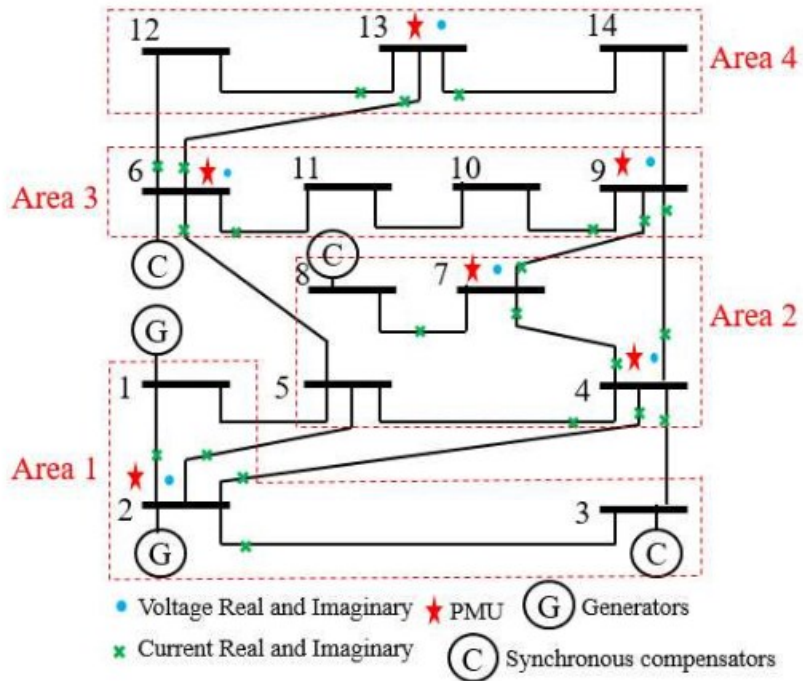 12
13
14
Area 4
6
11
10
9
Area 3
C
C
8
7
Area 2
G
1
5
4
Area 1
2
3
G
C
Voltage Real and Imaginary
PMU
G
Generators
Current Real and Imaginary
C
Synchronous compensators